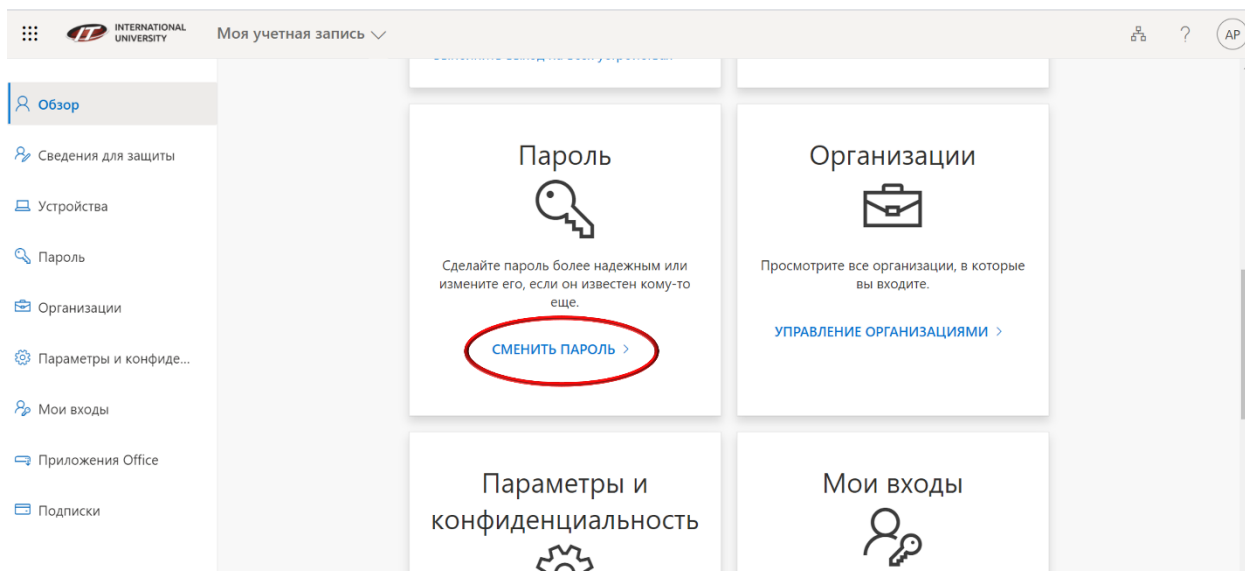 IT INTERNATIONAL
UNIVERSITY
Моя учетная запись
AP
Обзор
Сведения для защиты
Устройства
Пароль
Организации
Параметры и конфиде...
Мои входы
Приложения Office
Подписки
Пароль
Сделайте пароль более надежным или
измените его, если он известен кому-то
еще.
СМЕНИТЬ ПАРОЛЬ >
Организации
Просмотрите все организации, в которые
вы входите.
УПРАВЛЕНИЕ ОРГАНИЗАЦИЯМИ >
Параметры и
конфиденциальность
Мои входы